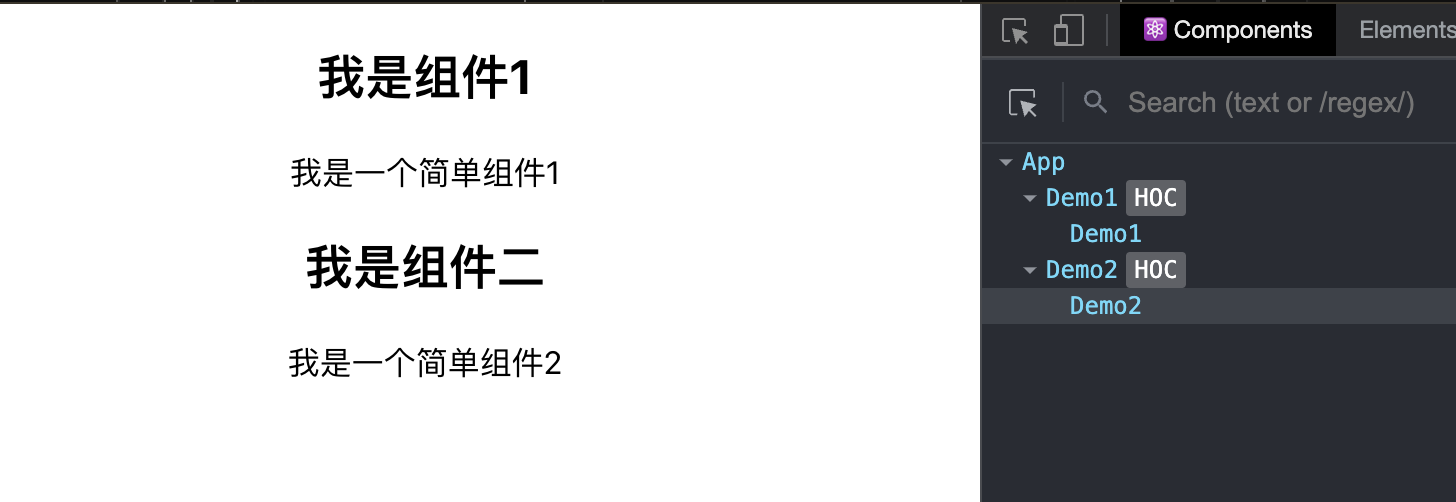 我是组件1
我是一个简单组件1
我是组件二
我是一个简单组件2
Components Elements
Search (text or /regex/)
App
Demo1 HOC
Demo1
Demo2 HOC
Demo2